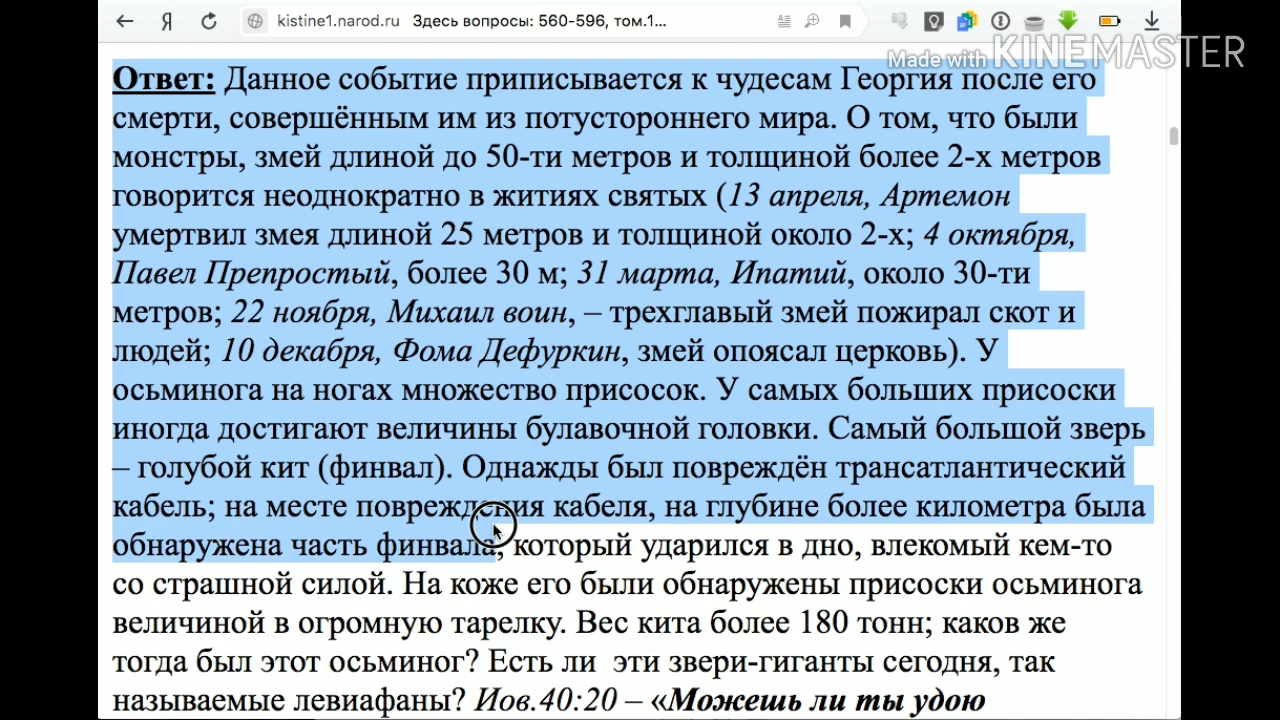 kistine1.narod.ru Здесь вопросы: 560-596, том.1...
Made with KINEMASTER
Ответ: Данное событие приписывается к чудесам Георгия после его
смерти, совершённым им из потустороннего мира. О том, что были
монстры, змей длиной до 50-ти метров и толщиной более 2-х метров
говорится неоднократно в житиях святых (13 апреля, Артемон
умертвил змея длиной 25 метров и толщиной около 2-х; 4 октября,
Павел Препростый, более 30 м; 31 марта, Ипатий, около 30-ти
метров; 22 ноября, Михаил воин, – трехглавый змей пожирал скот и
людей; 10 декабря, Фома Дефуркин, змей опоясал церковь). У
осьминога на ногах множество присосок. У самых больших присоски
иногда достигают величины булавочной головки. Самый большой зверь
– голубой кит (финвал). Однажды был повреждён трансатлантический
кабель; на месте повреждения кабеля, на глубине более километра была
обнаружена часть финвала, который ударился в дно, влекомый кем-то
со страшной силой. На коже его были обнаружены присоски осьминога
величиной в огромную тарелку. Вес кита более 180 тонн; каков же
тогда был этот осьминог? Есть ли эти звери-гиганты сегодня, так
называемые левиафаны? Иов.40:20 – «Можешь ли ты удою